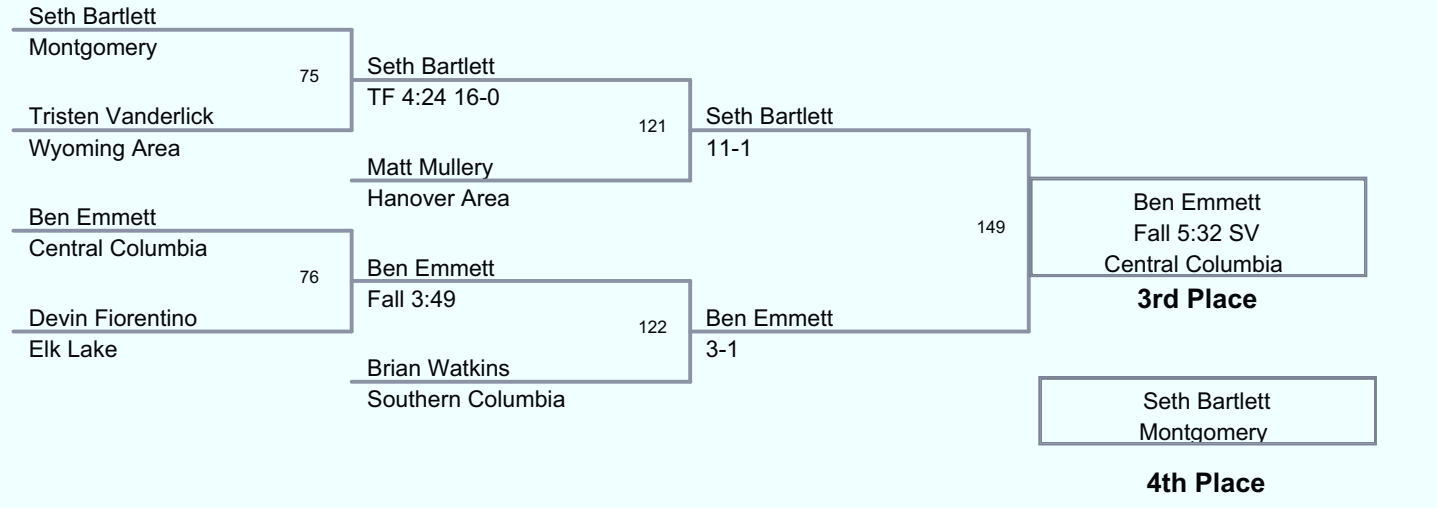 Seth Bartlett
Montgomery
75
Seth Bartlett
TF 4:24 16-0
Tristen Vanderlick
Wyoming Area
121
Seth Bartlett
11-1
Matt Mullery
Hanover Area
Ben Emmett
Central Columbia
76
Ben Emmett
Fall 3:49
Devin Fiorentino
Elk Lake
122
Ben Emmett
3-1
Brian Watkins
Southern Columbia
149
Ben Emmett
Fall 5:32 SV
Central Columbia
3rd Place
Seth Bartlett
Montgomery
4th Place